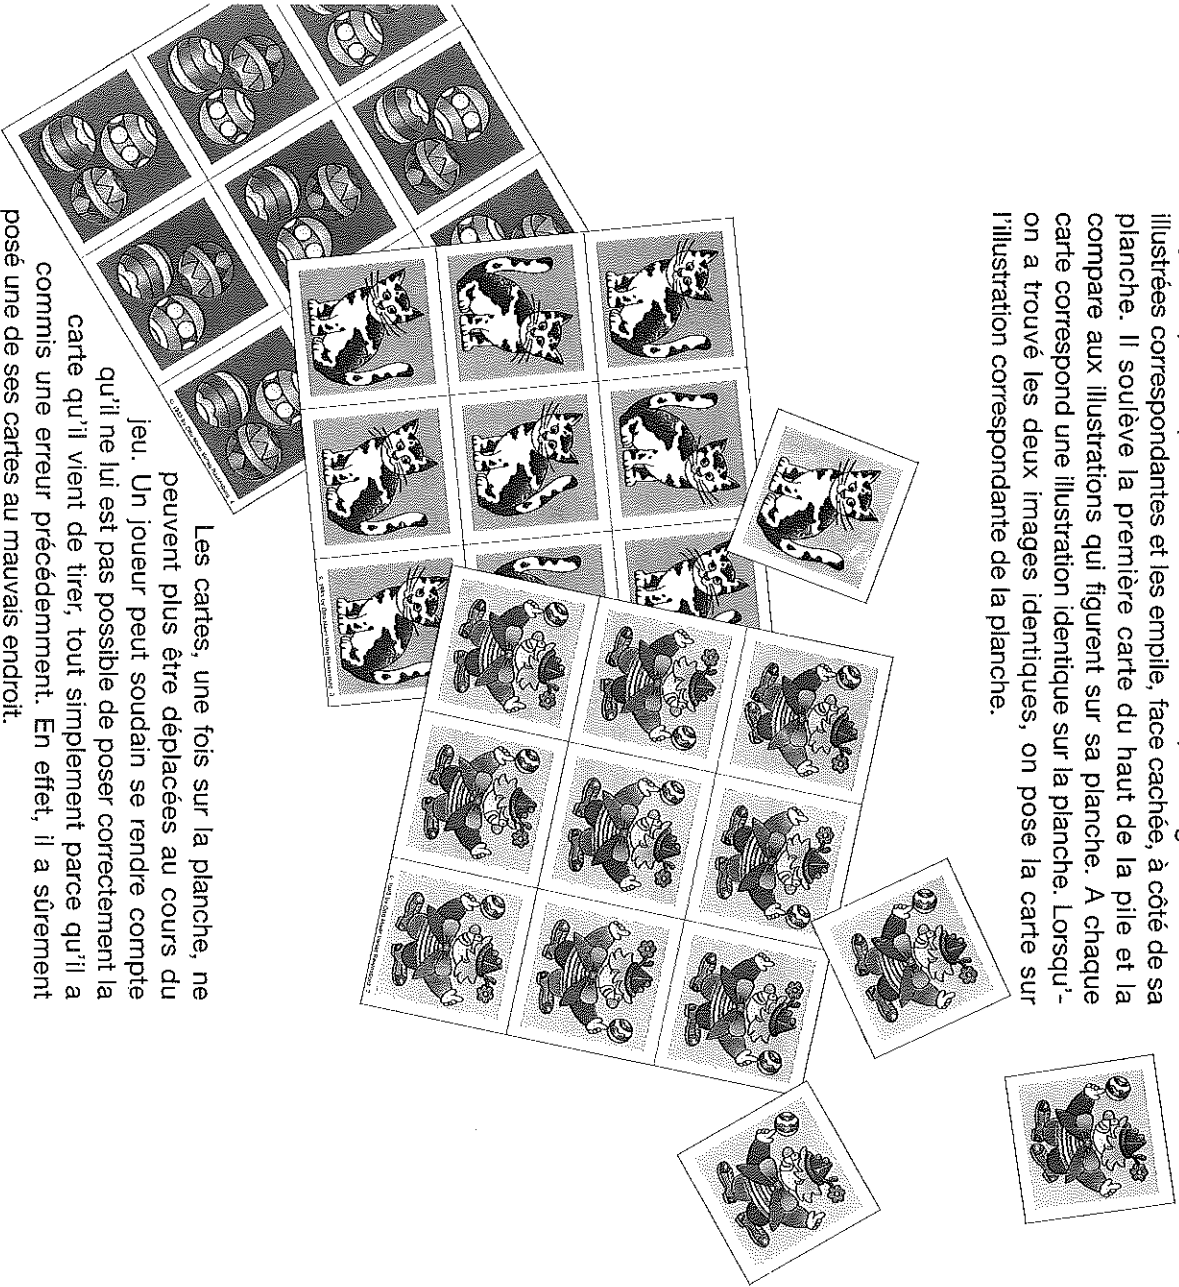 illustrées correspondantes et les empile, face cachée, à côté de sa
planche. Il soulève la première carte du haut de la pile et la
compare aux illustrations qui figurent sur sa planche. A chaque
carte correspond une illustration identique sur la planche. Lorsqu'-
on a trouvé les deux images identiques, on pose la carte sur
l'illustration correspondante de la planche.
Les cartes, une fois sur la planche, ne
peuvent plus être déplacées au cours du
jeu. Un joueur peut soudain se rendre compte
qu'il ne lui est pas possible de poser correctement la
carte qu'il vient de tirer, tout simplement parce qu'il a
commis une erreur précédemment. En effet, il a sûrement
posé une de ses cartes au mauvais endroit.